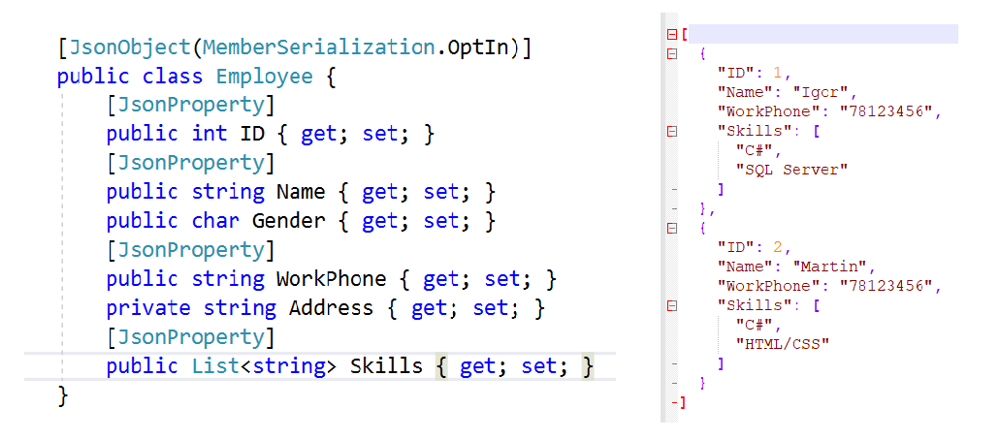 [JsonObject(MemberSerialization.OptIn)]
public class Employee {
[JsonProperty]
public int ID { get; set; }
[JsonProperty]
public string Name { get; set; }
public char Gender { get; set; }
[JsonProperty]
public string WorkPhone { get; set; }
private string Address { get; set; }
[JsonProperty]
public List<string> Skills { get; set; }
}
[
{
"ID": 1,
"Name": "Igor",
"WorkPhone": "78123456",
"Skills": [
"C#",
"SQL Server"
]
},
{
"ID": 2,
"Name": "Martin",
"WorkPhone": "78123456",
"Skills": [
"C#",
"HTML/CSS"
]
}
]